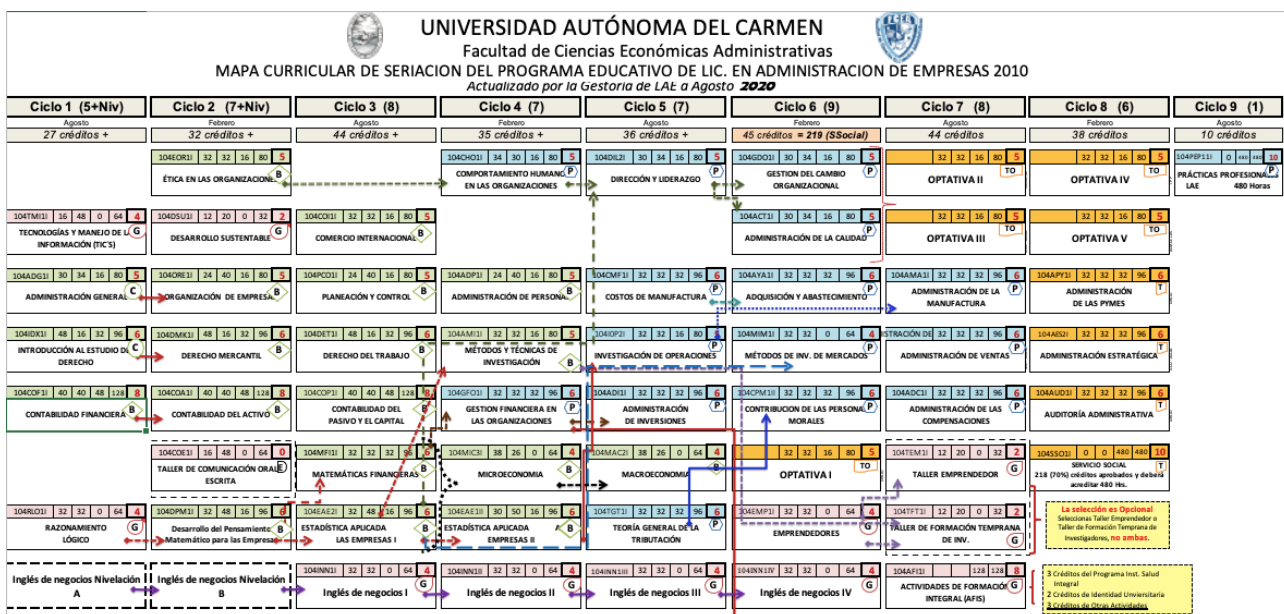 UNIVERSIDAD AUTÓNOMA DEL CARMEN
Facultad de Ciencias Económicas Administrativas
MAPA CURRICULAR DE SERIACION DEL PROGRAMA EDUCATIVO DE LIC. EN ADMINISTRACION DE EMPRESAS 2010
Actualizado por la Gestoria de LAE a Agosto 2020
Ciclo 1 (5+Niv) Ciclo 2 (7+Niv) Ciclo 3 (8) Ciclo 4 (7) Ciclo 5 (7) Ciclo 6 (9) Ciclo 7 (8) Ciclo 8 (6) Ciclo 9 (1)
Agosto Febrero Agosto Febrero Agosto Febrero Agosto Febrero Agosto
27 créditos + 32 créditos + 44 créditos + 35 créditos + 36 créditos + 45 créditos = 219 (SSocial) 44 créditos 38 créditos 10 créditos
104EOR1I 32 32 16 80 5 104CHO1I 34 30 16 80 5 104DIL2I 30 34 16 80 5 104GDO1I 30 34 16 80 5 32 32 16 80 5 32 32 16 80 5 104PEP11I 0 480 480 10
ÉTICA EN LAS ORGANIZACIONE B COMPORTAMIENTO HUMANO P DIRECCIÓN Y LIDERAZGO P GESTION DEL CAMBIO P OPTATIVA II TO OPTATIVA IV TO PRÁCTICAS PROFESIONA P
EN LAS ORGANIZACIONES ORGANIZACIONAL LAE 480 Horas
104TMI1I 16 48 0 64 4 104DSU1I 12 20 0 32 2 104COI1I 32 32 16 80 5 104ACT1I 30 34 16 80 5 32 32 16 80 5 32 32 16 80 5
TECNOLOGÍAS Y MANEJO DE L G DESARROLLO SUSTENTABLE G COMERCIO INTERNACIONAL B ADMINISTRACIÓN DE LA CALIDAD P OPTATIVA III TO OPTATIVA V TO
INFORMACIÓN (TIC´S)
104ADG1I 30 34 16 80 5 104ORE1I 24 40 16 80 5 104PCO1I 24 40 16 80 5 104ADP1I 24 40 16 80 5 104CMF1I 32 32 32 96 6 104AYA1I 32 32 32 96 6 104AMA1I 32 32 32 96 6 104APY1I 32 32 32 96 6
ADMINISTRACIÓN GENERAL C ORGANIZACIÓN DE EMPRESA B PLANEACIÓN Y CONTROL B ADMINISTRACIÓN DE PERSONA B COSTOS DE MANUFACTURA P ADQUISICIÓN Y ABASTECIMIENTO P ADMINISTRACIÓN DE LA P ADMINISTRACIÓN T
MANUFACTURA DE LAS PYMES
104IDX1I 48 16 32 96 6 104DMK1I 48 16 32 96 6 104DET1I 48 16 32 96 6 104AMI1I 32 32 16 80 5 104IOP2I 32 32 16 80 5 104MIM1I 32 32 0 64 4 ISTRACIÓN DE 32 32 32 96 6 104AES2I 32 32 32 96 6
INTRODUCCIÓN AL ESTUDIO D C DERECHO MERCANTIL B DERECHO DEL TRABAJO B MÉTODOS Y TÉCNICAS DE B INVESTIGACIÓN DE OPERACIONES P MÉTODOS DE INV. DE MERCADOS P ADMINISTRACIÓN DE VENTAS P ADMINISTRACIÓN ESTRATÉGICA T
DERECHO INVESTIGACIÓN
104COF1I 40 40 48 128 8 104COA1I 40 40 48 128 8 104COP1I 40 40 48 128 8 104GFO1I 32 32 32 96 6 104ADI1I 32 32 32 96 6 104CPM1II 32 32 32 96 6 104ADC1I 32 32 32 96 6 104AUD1I 32 32 32 96 6
CONTABILIDAD FINANCIERA B CONTABILIDAD DEL ACTIVO B CONTABILIDAD DEL B GESTION FINANCIERA EN P ADMINISTRACIÓN P CONTRIBUCION DE LAS PERSONA P ADMINISTRACIÓN DE LAS P AUDITORÍA ADMINISTRATIVA T
PASIVO Y EL CAPITAL LAS ORGANIZACIONES DE INVERSIONES MORALES COMPENSACIONES
104COE1I 16 48 0 64 0 104MFI1I 32 32 32 96 6 104MIC3I 38 26 0 64 4 104MAC2I 38 26 0 64 4 32 32 16 80 5 104TEM1I 12 20 0 32 2 104SSO1I 0 0 480 480 10
TALLER DE COMUNICACIÓN ORAL E MATEMÁTICAS FINANCIERAS B MICROECONOMIA B MACROECONOMIA B OPTATIVA I TO TALLER EMPRENDEDOR G SERVICIO SOCIAL
ESCRITA 218 (70%) créditos aprobados y deberá
acreditar 480 Hrs.
104RLO1I 32 32 0 64 4 104DPM1I 32 48 16 96 6 104EAE2I 32 48 16 96 6 104EAE1II 30 50 16 96 6 104TGT1I 32 32 32 96 6 104EMP1I 32 32 0 64 4 104TFT1I 12 20 0 32 2
RAZONAMIENTO G Desarrollo del Pensamiento B ESTADÍSTICA APLICADA B ESTADÍSTICA APLICADA A B TEORÍA GENERAL DE LA P EMPRENDEDORES G TALLER DE FORMACIÓN TEMPRANA G
LÓGICO Matemático para las Empresas LAS EMPRESAS I EMPRESAS II TRIBUTACIÓN DE INV.
La selección es Opcional
Seleccionas Taller Emprendedor o
Taller de Formación Temprana de
Investigadores, no ambas.
104INN1I 32 32 0 64 4 104INN1II 32 32 0 64 4 104INN1III 32 32 0 64 4 104INN1IV 32 32 0 64 4 104AFI1I 128 128 8
Inglés de negocios Nivelación Inglés de negocios Nivelación Inglés de negocios I G Inglés de negocios II G Inglés de negocios III G Inglés de negocios IV G ACTIVIDADES DE FORMACIÓN G
A B INTEGRAL (AFIS)
3 Créditos del Programa Inst. Salud
Integral
2 Créditos de Identidad Unviersitaria
3 Créditos de Otras Actividades